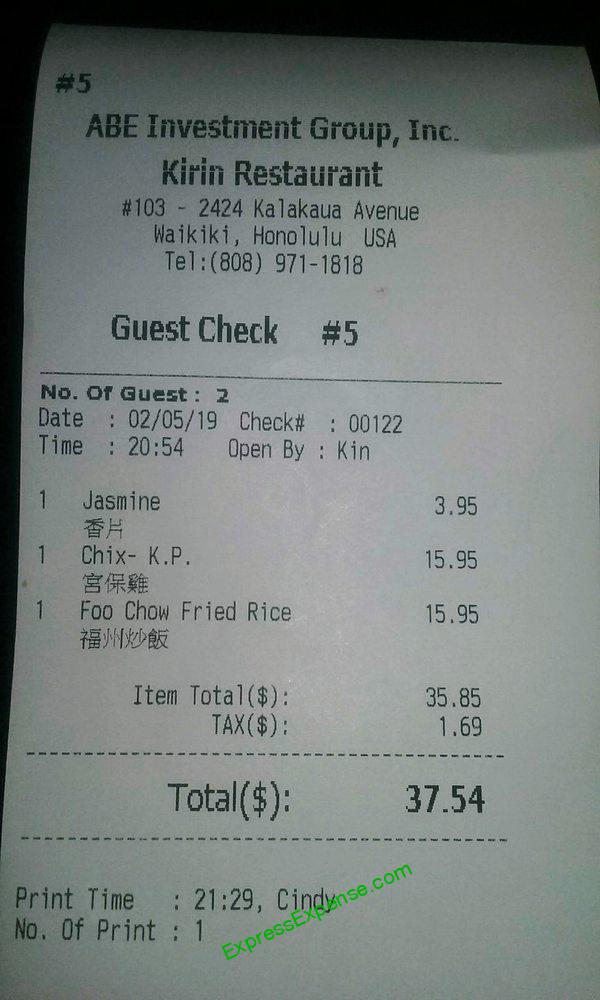 #5
ABE Investment Group, Inc.
Kirin Restaurant
#103 - 2424 Kalakaua Avenue
Waikiki, Honolulu USA
Tel:(808) 971-1818
Guest Check #5
No. Of Guest : 2
Date : 02/05/19 Check# : 00122
Time : 20:54 Open By : Kin
1 Jasmine 3.95
香片
1 Chix- K.P. 15.95
宮保雞
1 Foo Chow Fried Rice 15.95
福州炒飯
Item Total($): 35.85
TAX($): 1.69
Total($): 37.54
Print Time : 21:29, Cindy
No. Of Print : 1
ExpressExpense.com